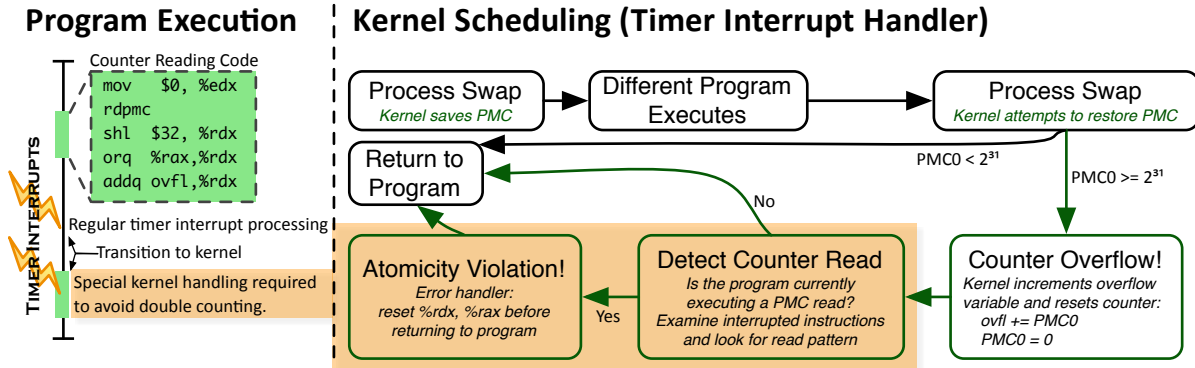 Program Execution
Counter Reading Code
mov $0, %edx
rdpmc
shl $32, %rdx
orq %rax,%rdx
addq ovfl,%rdx
TIMER INTERRUPTS
Regular timer interrupt processing
Transition to kernel
Special kernel handling required
to avoid double counting.
Kernel Scheduling (Timer Interrupt Handler)
Process Swap
Kernel saves PMC
Different Program
Executes
Process Swap
Kernel attempts to restore PMC
PMC0 < 2³¹
PMC0 >= 2³¹
Return to
Program
No
Atomicity Violation!
Error handler:
reset %rdx, %rax before
returning to program
Yes
Detect Counter Read
Is the program currently
executing a PMC read?
Examine interrupted instructions
and look for read pattern
Counter Overflow!
Kernel increments overflow
variable and resets counter:
ovfl += PMC0
PMC0 = 0